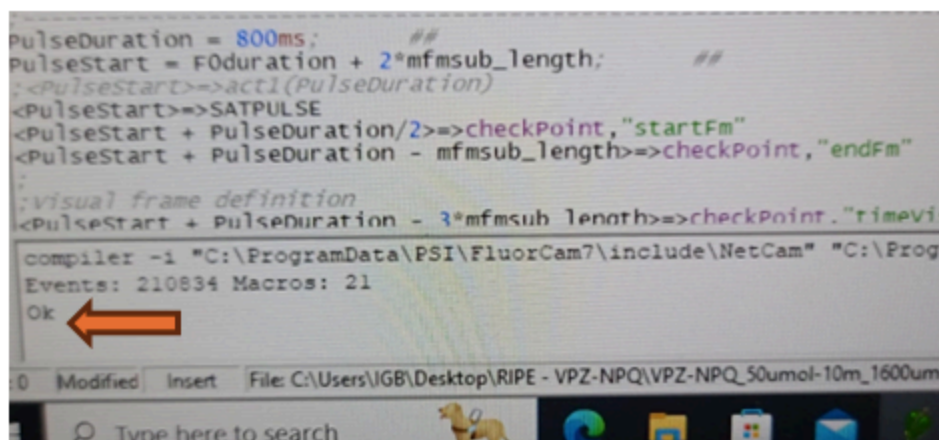 PulseDuration = 800ms;          ##
PulseStart = F0duration + 2*mfmsub_length;          ##
;<PulseStart>=>act1(PulseDuration)
<PulseStart>=>SATPULSE
<PulseStart + PulseDuration/2>=>checkPoint,"startFm"
<PulseStart + PulseDuration - mfmsub_length>=>checkPoint,"endFm"
;
;visual frame definition
<PulseStart + PulseDuration - 3*mfmsub_length>=>checkPoint,"timeVi
compiler -i "C:\ProgramData\PSI\FluorCam7\include\NetCam" "C:\Prog
Events: 210834 Macros: 21
Ok
: 0 Modified Insert File: C:\Users\IGB\Desktop\RIPE - VPZ-NPQ\VPZ-NPQ_50umol-10m_1600um
Type here to search